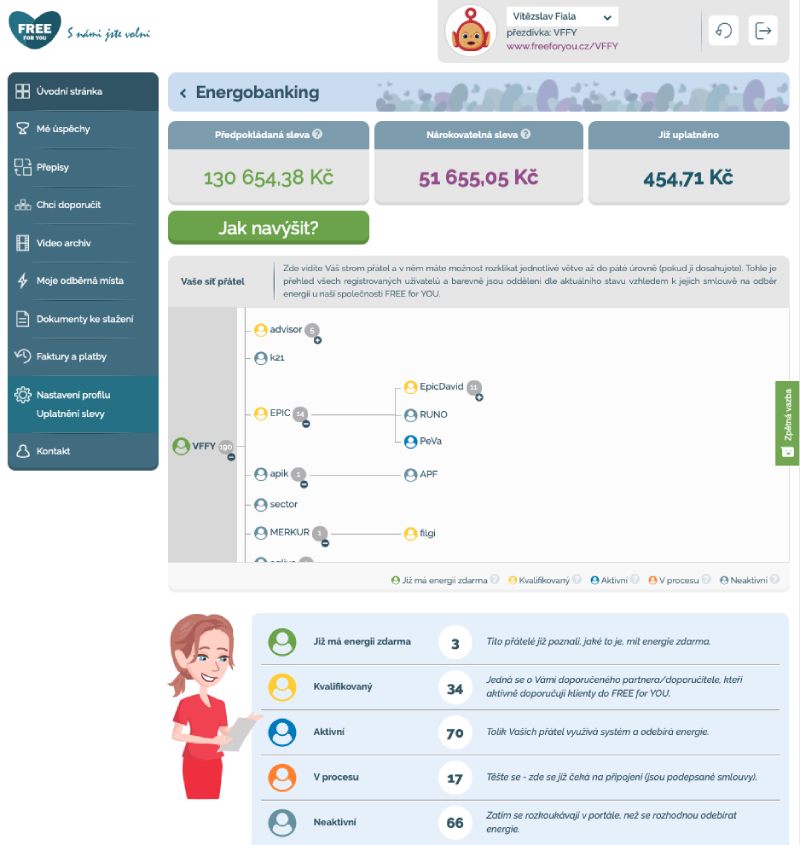 FREE
FOR YOU
S námi jste volní
Vítězslav Fiala
přezdívka: VFFY
www.freeforyou.cz/VFFY
Úvodní stránka
Mé úspěchy
Přepisy
Chci doporučit
Video archiv
Moje odběrná místa
Dokumenty ke stažení
Faktury a platby
Nastavení profilu
Uplatnění slevy
Kontakt
Energobanking
Předpokládaná sleva ?
Nárokovatelná sleva ?
Již uplatněno
130 654,38 Kč
51 655,05 Kč
454,71 Kč
Jak navýšit?
Vaše síť přátel
Zde vidíte Váš strom přátel a v něm máte možnost rozklikat jednotlivé větve až do páté úrovně (pokud jí dosahujete). Tohle je
přehled všech registrovaných uživatelů a barevně jsou odděleni dle aktuálního stavu vzhledem k jejich smlouvě na odběr
energií u naší společnosti FREE for YOU.
advisor 5
k21
EPIC 14
EpicDavid 11
RUNO
PeVa
VFFY 190
apik 1
APF
sector
MERKUR 1
filgi
Zpětná vazba
Již má energii zdarma ? Kvalifikovaný ? Aktivní ? V procesu ? Neaktivní ?
Již má energii zdarma 3 Tito přátelé již poznali, jaké to je, mít energie zdarma.
Kvalifikovaný 34 Jedná se o Vámi doporučeného partnera/doporučitele, kteří
aktivně doporučují klienty do FREE for YOU.
Aktivní 70 Tolik Vašich přátel využívá systém a odebírá energie.
V procesu 17 Těšte se - zde se již čeká na připojení (jsou podepsané smlouvy).
Neaktivní 66 Zatím se rozkoukávají v portále, než se rozhodnou odebírat
energie.